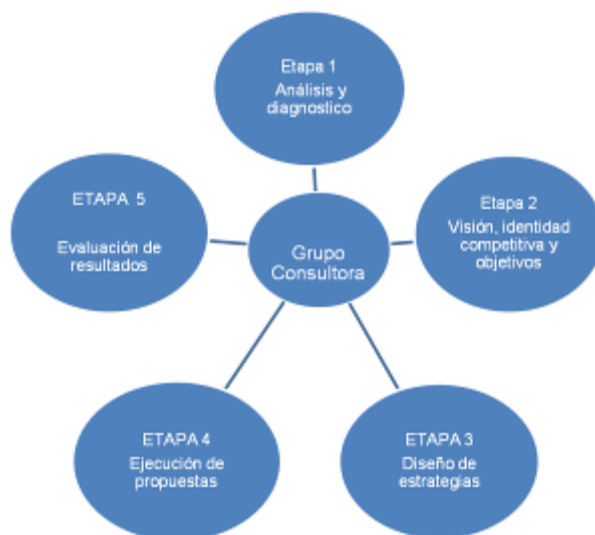 Etapa 1
Análisis y
diagnostico
Etapa 2
Visión, identidad
competitiva y
objetivos
ETAPA 3
Diseño de
estrategias
ETAPA 4
Ejecución de
propuestas
ETAPA 5
Evaluación de
resultados
Grupo
Consultora